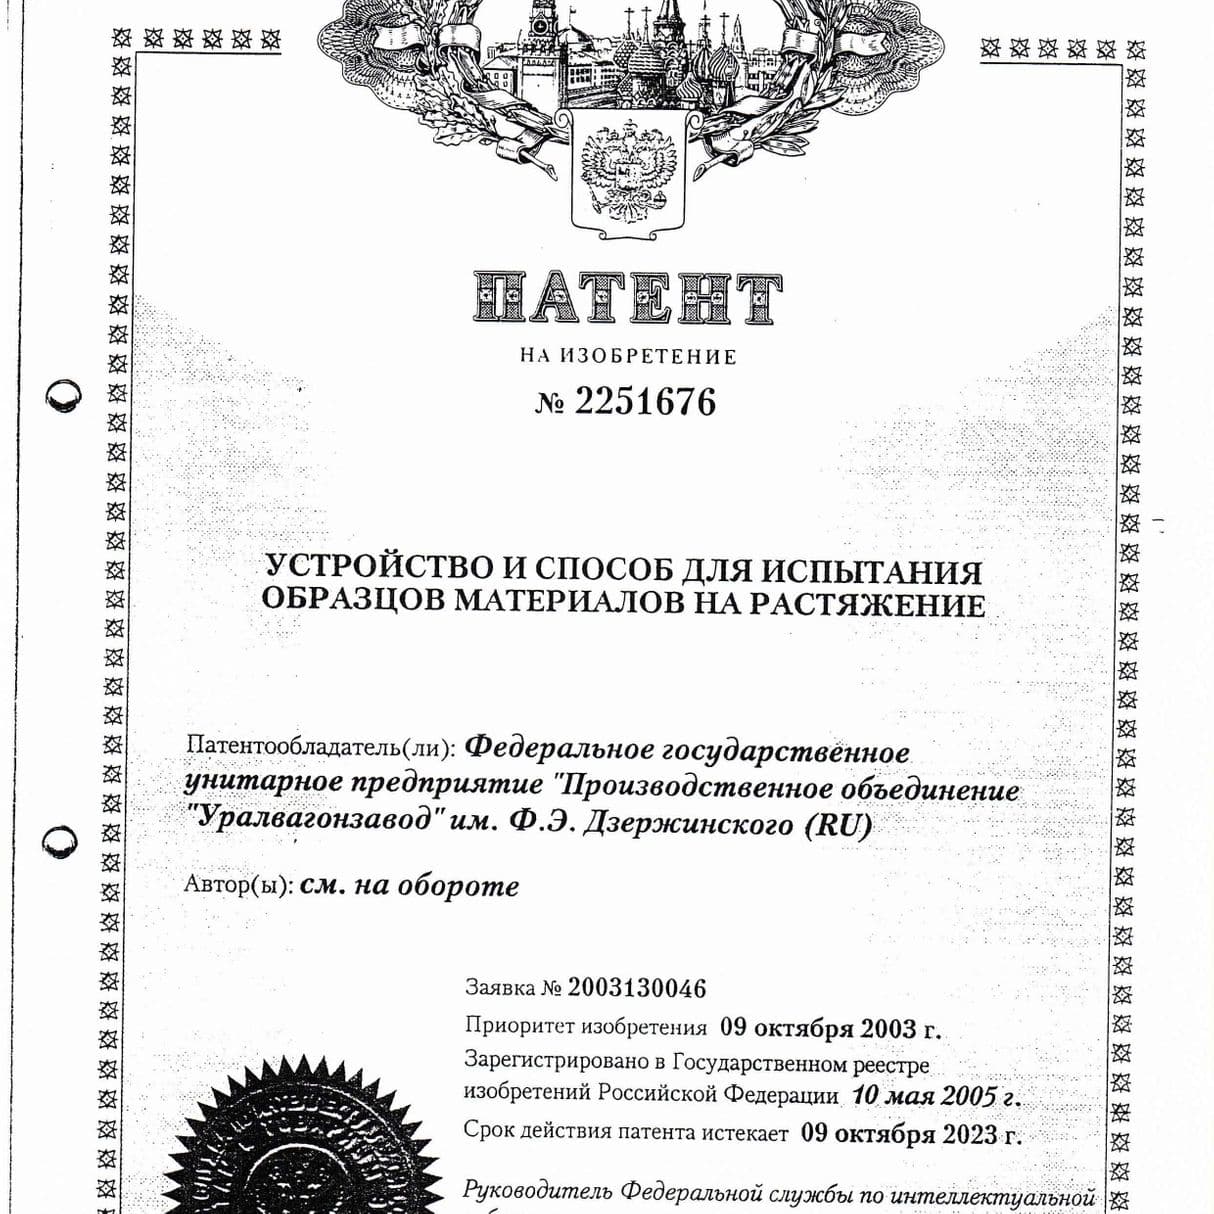 ПАТЕНТ
НА ИЗОБРЕТЕНИЕ
№ 2251676
УСТРОЙСТВО И СПОСОБ ДЛЯ ИСПЫТАНИЯ
ОБРАЗЦОВ МАТЕРИАЛОВ НА РАСТЯЖЕНИЕ
Патентообладатель(ли): Федеральное государственное
унитарное предприятие "Производственное объединение
"Уралвагонзавод" им. Ф.Э. Дзержинского (RU)
Автор(ы): см. на обороте
Заявка № 2003130046
Приоритет изобретения 09 октября 2003 г.
Зарегистрировано в Государственном реестре
изобретений Российской Федерации 10 мая 2005 г.
Срок действия патента истекает 09 октября 2023 г.
Руководитель Федеральной службы по интеллектуальной